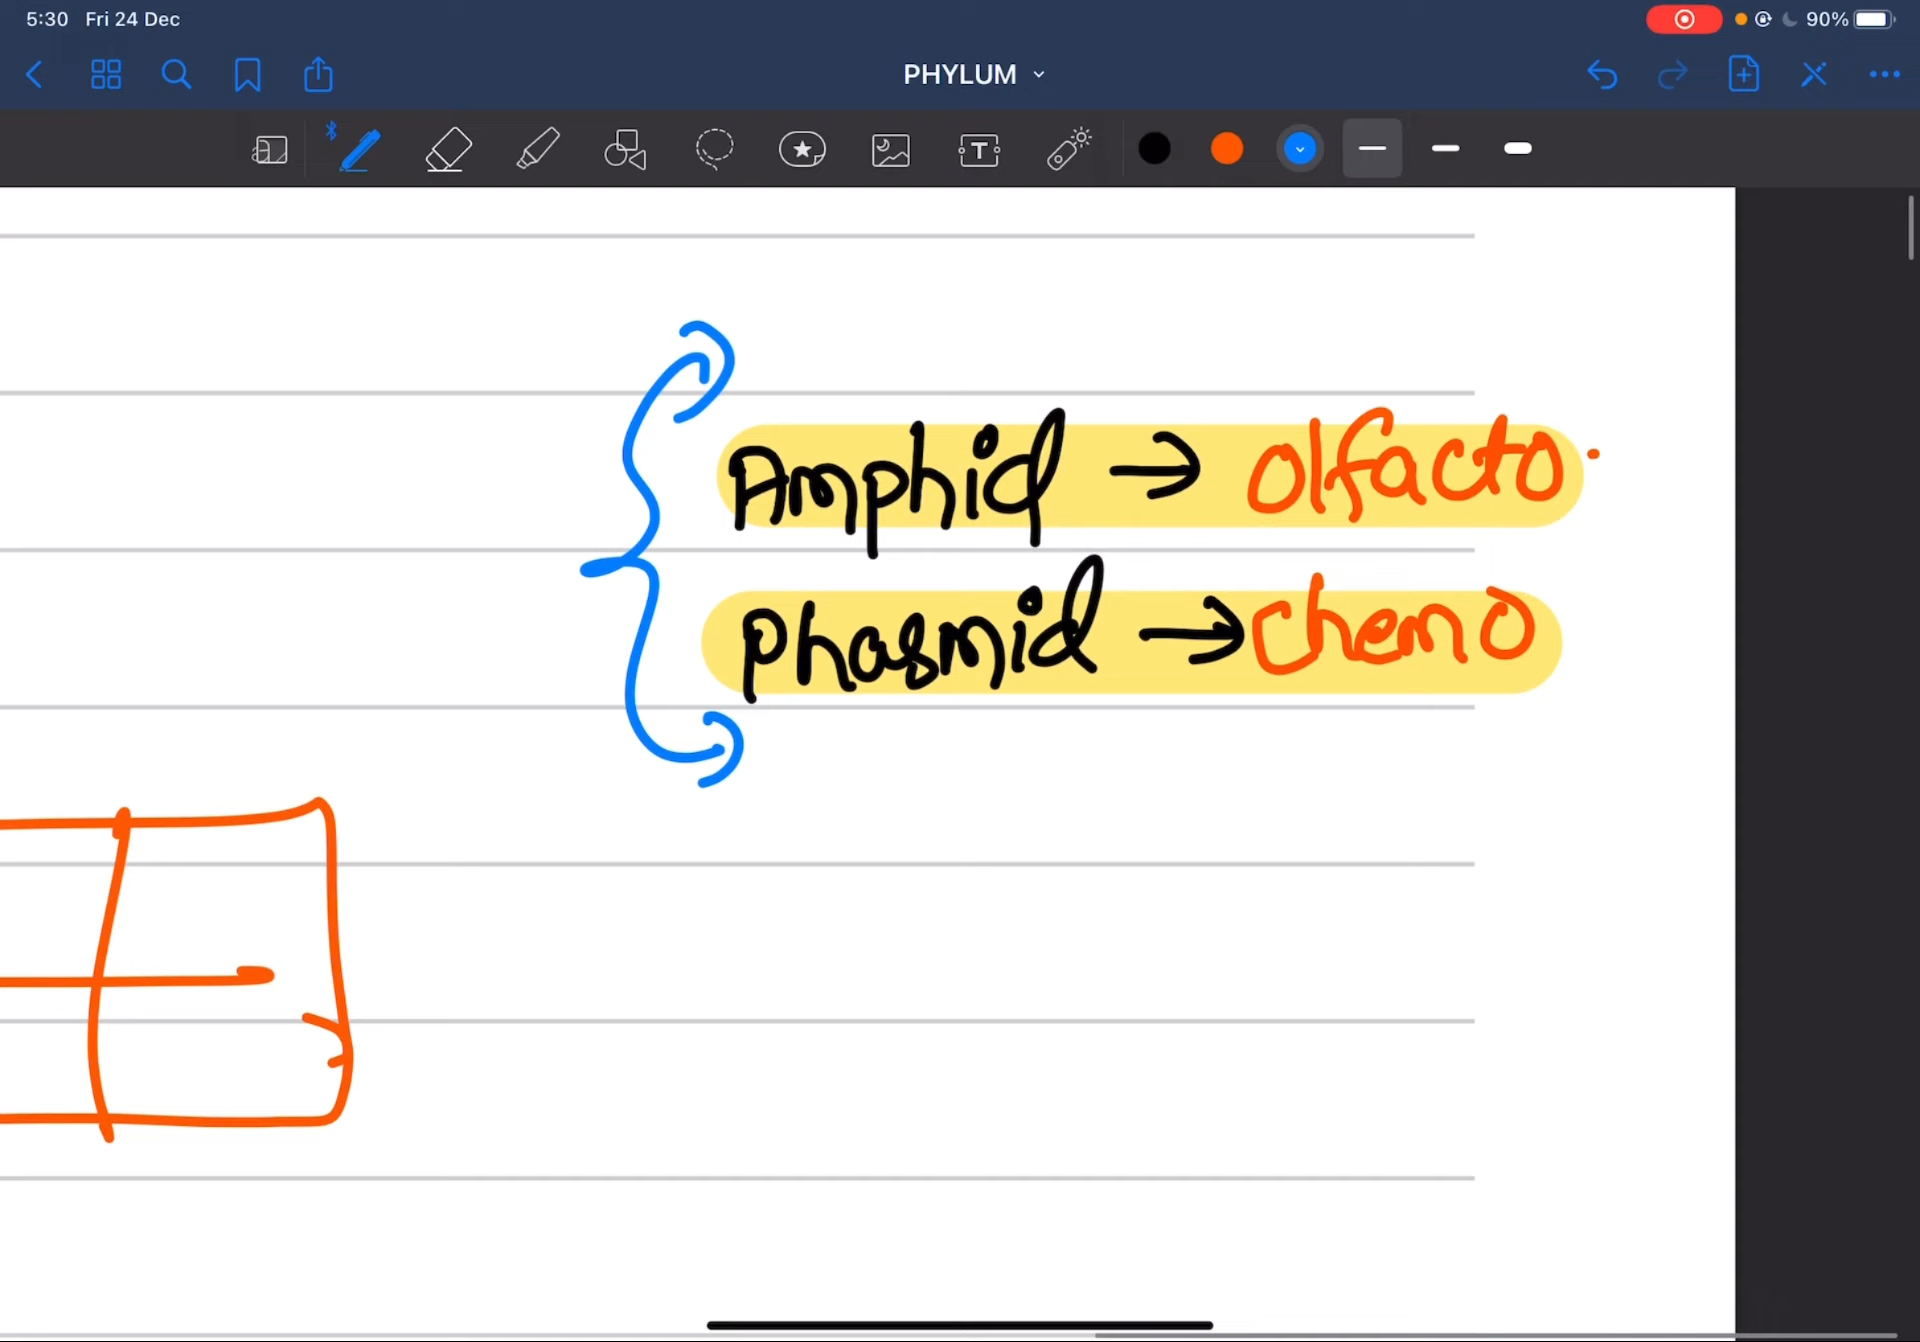 5:30 Fri 24 Dec 90%
PHYLUM
T
Amphid → olfacto.
Phasmid → chemo